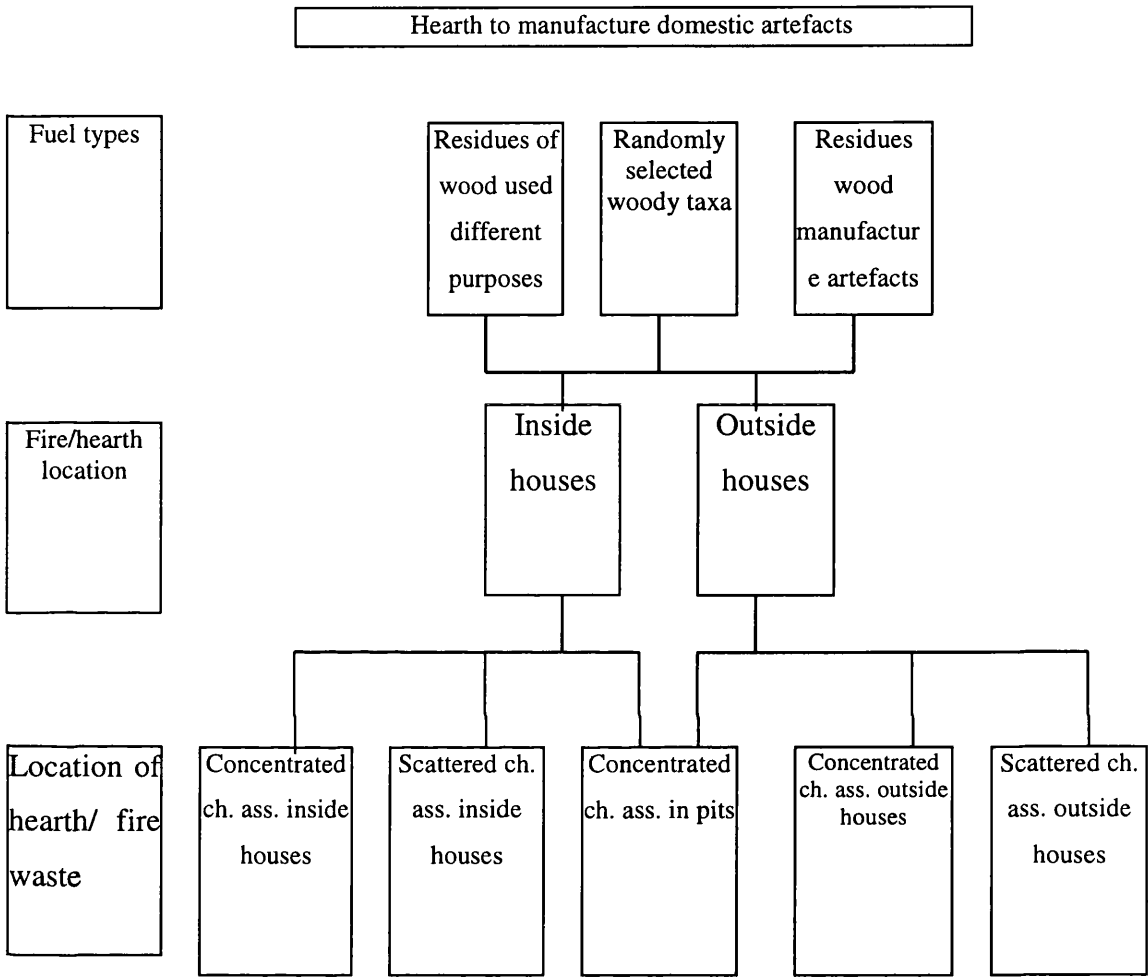 Hearth to manufacture domestic artefacts
Fuel types
Residues of
wood used
different
purposes
Randomly
selected
woody taxa
Residues
wood
manufactur
e artefacts
Fire/hearth
location
Inside
houses
Outside
houses
Location of
hearth/ fire
waste
Concentrated
ch. ass. inside
houses
Scattered ch.
ass. inside
houses
Concentrated
ch. ass. in pits
Concentrated
ch. ass. outside
houses
Scattered ch.
ass. outside
houses